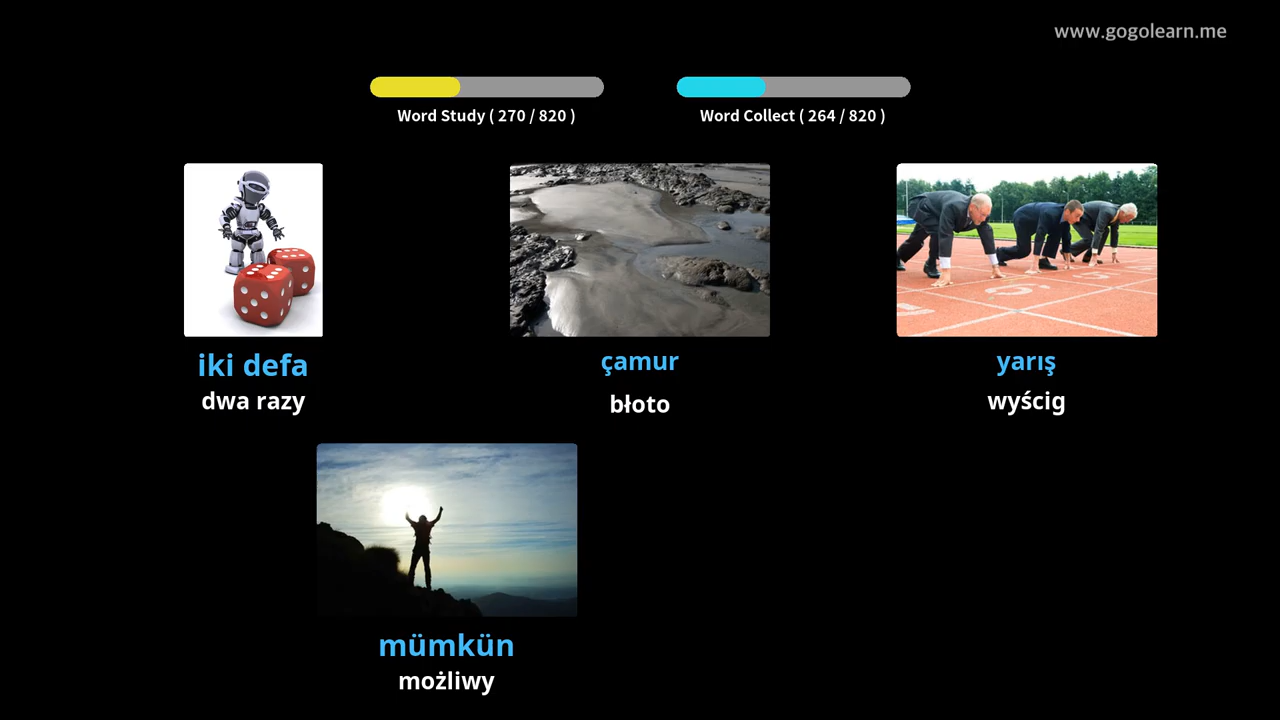 www.gogolearn.me
Word Study ( 270 / 820 )
Word Collect ( 264 / 820 )
iki defa
dwa razy
çamur
błoto
yarış
wyścig
mümkün
możliwy